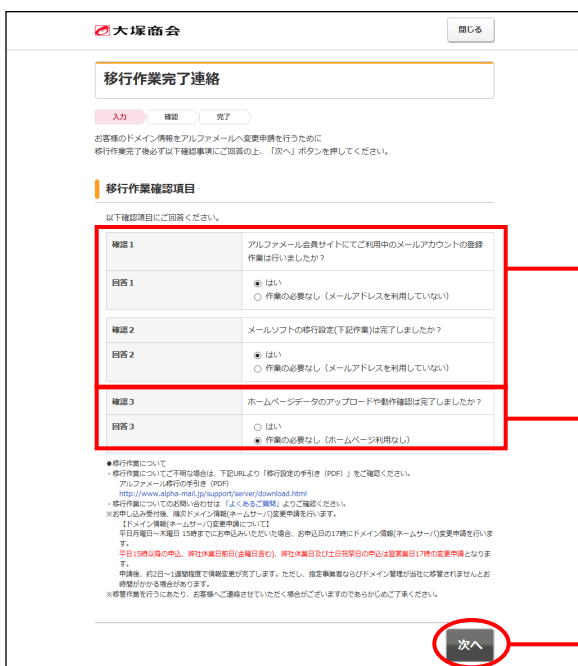 大塚商会
閉じる
移行作業完了連絡
入力 確認 完了
お客様のドメイン情報をアルファメールへ変更申請を行うために
移行作業完了後必ず以下確認事項にご回答の上、「次へ」ボタンを押してください。
移行作業確認項目
以下確認項目にご回答ください。
確認1 アルファメール会員サイトにてご利用中のメールアカウントの登録
作業は行いましたか？
回答1 はい
作業の必要なし（メールアドレスを利用していない）
確認2 メールソフトの移行設定(下記作業)は完了しましたか？
回答2 はい
作業の必要なし（メールアドレスを利用していない）
確認3 ホームページデータのアップロードや動作確認は完了しましたか？
回答3 はい
作業の必要なし（ホームページ利用なし）
●移行作業について
・移行作業についてご不明な場合は、下記URLより「移行設定の手引き（PDF）」をご確認ください。
アルファメール移行の手引き（PDF）
http://www.alpha-mail.jp/support/server/download.html
・移行作業についてのお問い合わせは「よくあるご質問」よりご確認ください。
※お申し込み受付後、順次ドメイン情報(ネームサーバ)変更申請を行います。
【ドメイン情報(ネームサーバ)変更申請について】
平日月曜日～木曜日 15時までにお申込みいただいた場合、お申込日の17時にドメイン情報(ネームサーバ)変更申請を行いま
す。
平日15時以降の申込、弊社休業日前日(金曜日含む)、弊社休業日及び土日祝祭日の申込は翌営業日17時の変更申請となりま
す。
申請後、約2日～1週間程度で情報変更が完了します。ただし、指定事業者ならびドメイン管理が当社に移管されませんとお
時間がかかる場合があります。
※移管作業を行うにあたり、お客様へご連絡させていただく場合がございますのであらかじめご了承ください。
次へ